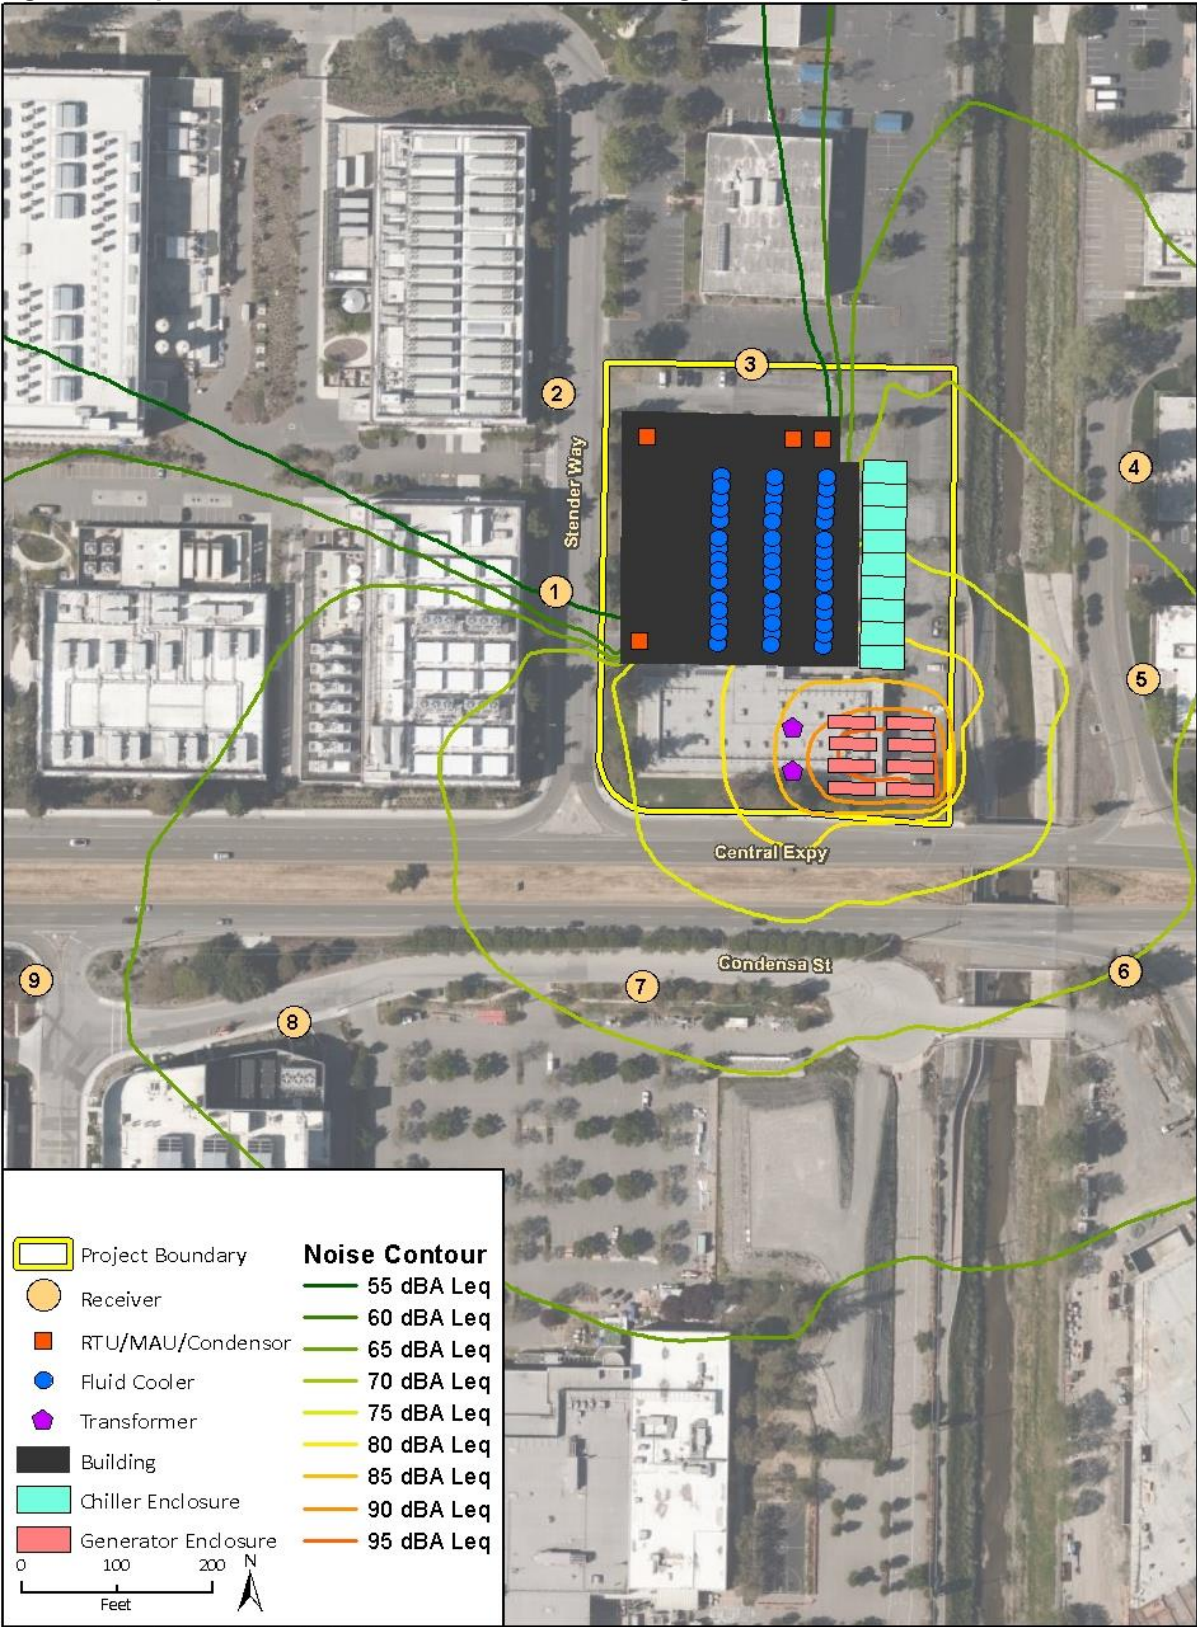 3
2
Stender Way
4
1
5
Central Expy
Condensa St
6
9
7
8
Project Boundary
Receiver
RTU/MAU/Condensor
Fluid Cooler
Transformer
Building
Chiller Enclosure
Generator Enclosure
Noise Contour
55 dBA Leq
60 dBA Leq
65 dBA Leq
70 dBA Leq
75 dBA Leq
80 dBA Leq
85 dBA Leq
90 dBA Leq
95 dBA Leq
0 100 200
Feet
N